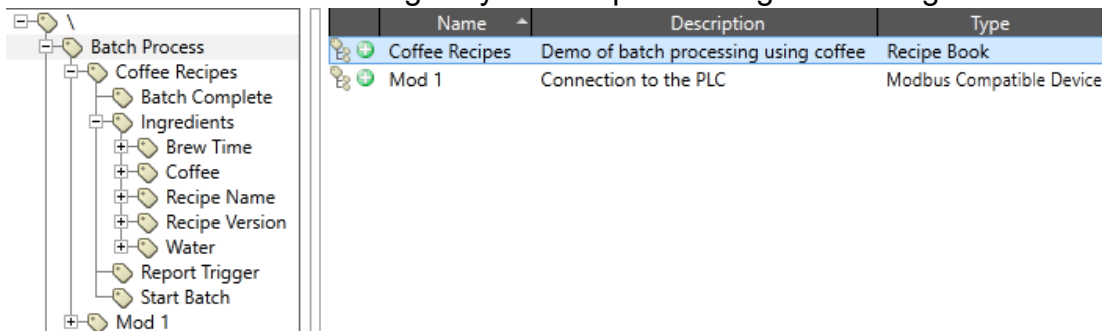 \
Batch Process
Coffee Recipes
Batch Complete
Ingredients
Brew Time
Coffee
Recipe Name
Recipe Version
Water
Report Trigger
Start Batch
Mod 1
Name Description Type
Coffee Recipes Demo of batch processing using coffee Recipe Book
Mod 1 Connection to the PLC Modbus Compatible Device